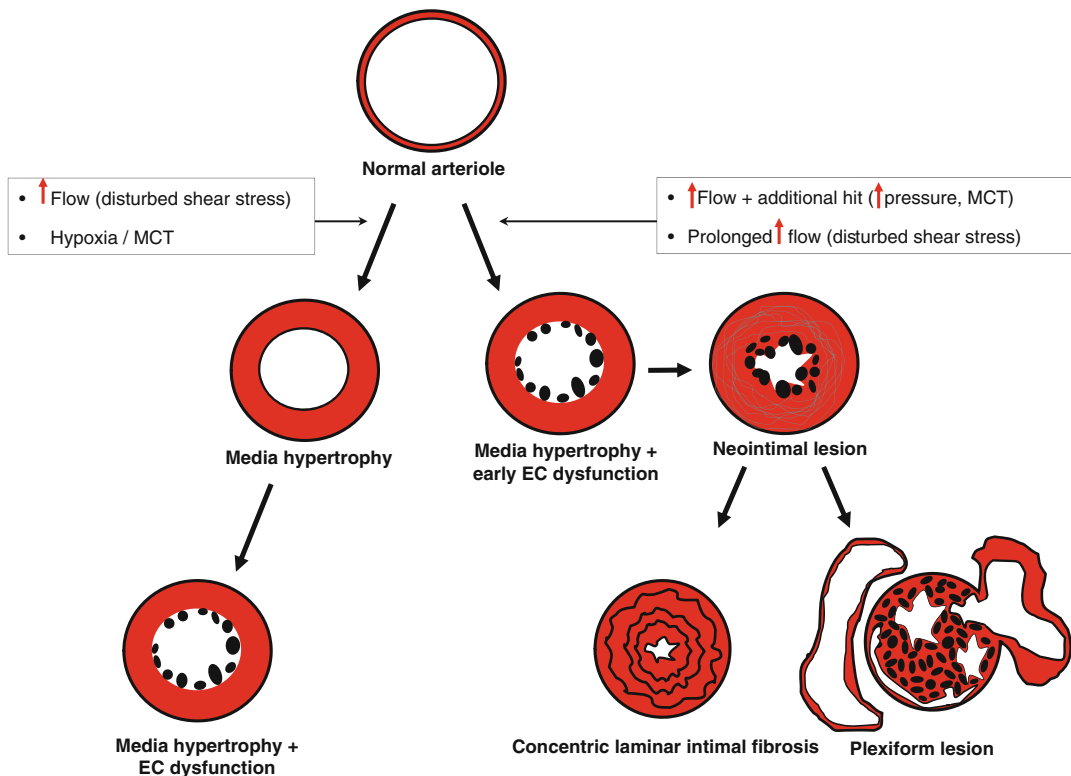 Normal arteriole
• ↑ Flow (disturbed shear stress)
• Hypoxia / MCT
• ↑Flow + additional hit (↑pressure, MCT)
• Prolonged ↑ flow (disturbed shear stress)
Media hypertrophy
Media hypertrophy +
early EC dysfunction
Neointimal lesion
Media hypertrophy +
EC dysfunction
Concentric laminar intimal fibrosis
Plexiform lesion